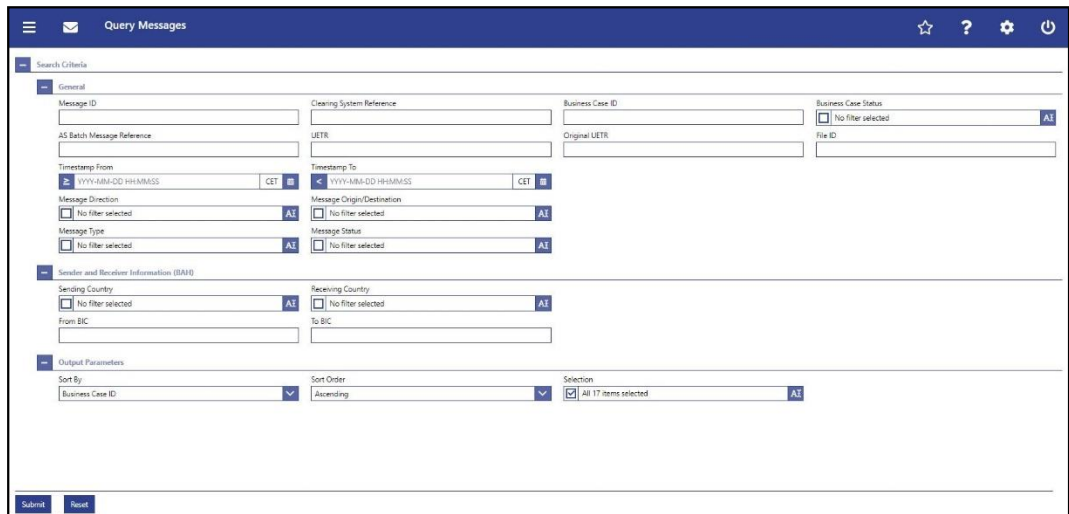 Query Messages
?
Search Criteria
General
Message ID
Clearing System Reference
Business Case ID
Business Case Status
No filter selected
AS Batch Message Reference
UETR
Original UETR
File ID
Timestamp From
Timestamp To
≥ YYYY-MM-DD HH:MM:SS CET
< YYYY-MM-DD HH:MM:SS CET
Message Direction
Message Origin/Destination
No filter selected
No filter selected
Message Type
Message Status
No filter selected
No filter selected
Sender and Receiver Information (BAH)
Sending Country
Receiving Country
No filter selected
No filter selected
From BIC
To BIC
Output Parameters
Sort By
Sort Order
Selection
Business Case ID
Ascending
All 17 items selected
Submit
Reset